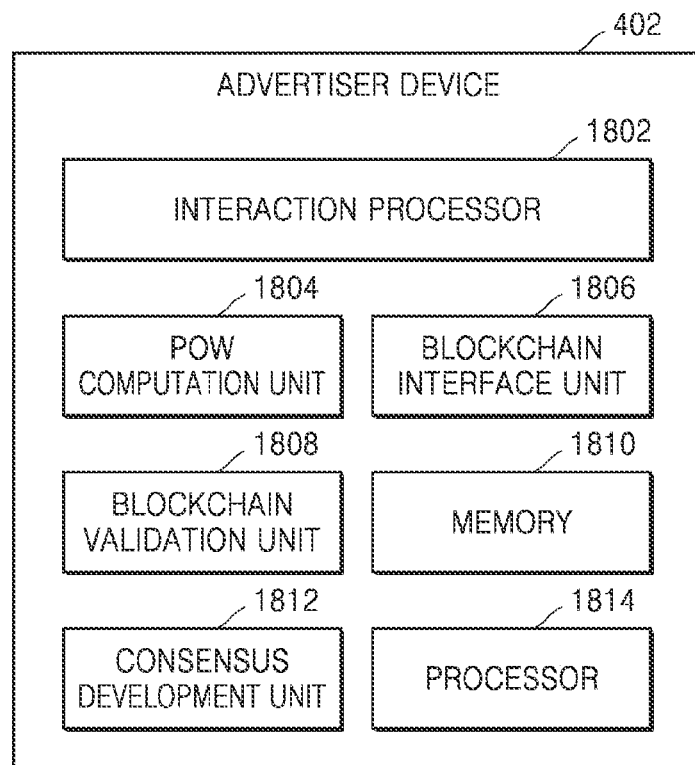 402
ADVERTISER DEVICE
1802
INTERACTION PROCESSOR
1804
POW
COMPUTATION UNIT
1806
BLOCKCHAIN
INTERFACE UNIT
1808
BLOCKCHAIN
VALIDATION UNIT
1810
MEMORY
1812
CONSENSUS
DEVELOPMENT UNIT
1814
PROCESSOR